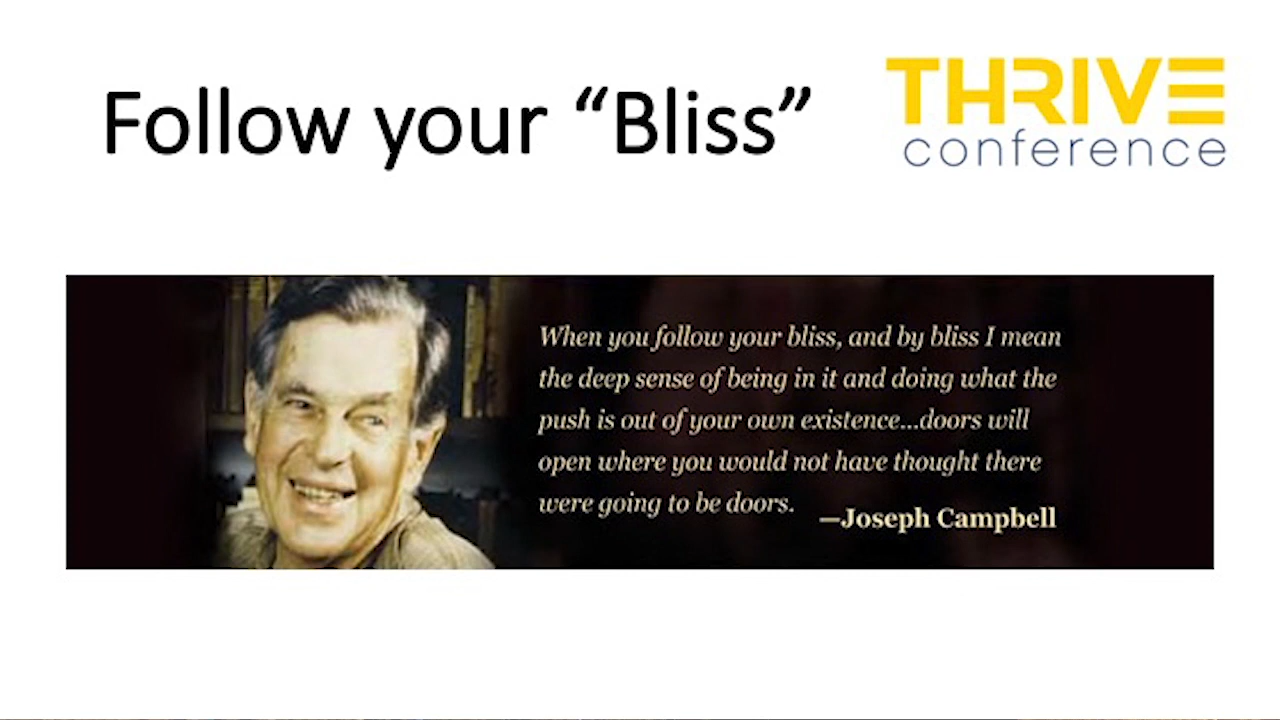 Follow your “Bliss”
THRIVE
conference
When you follow your bliss, and by bliss I mean
the deep sense of being in it and doing what the
push is out of your own existence...doors will
open where you would not have thought there
were going to be doors.
—Joseph Campbell